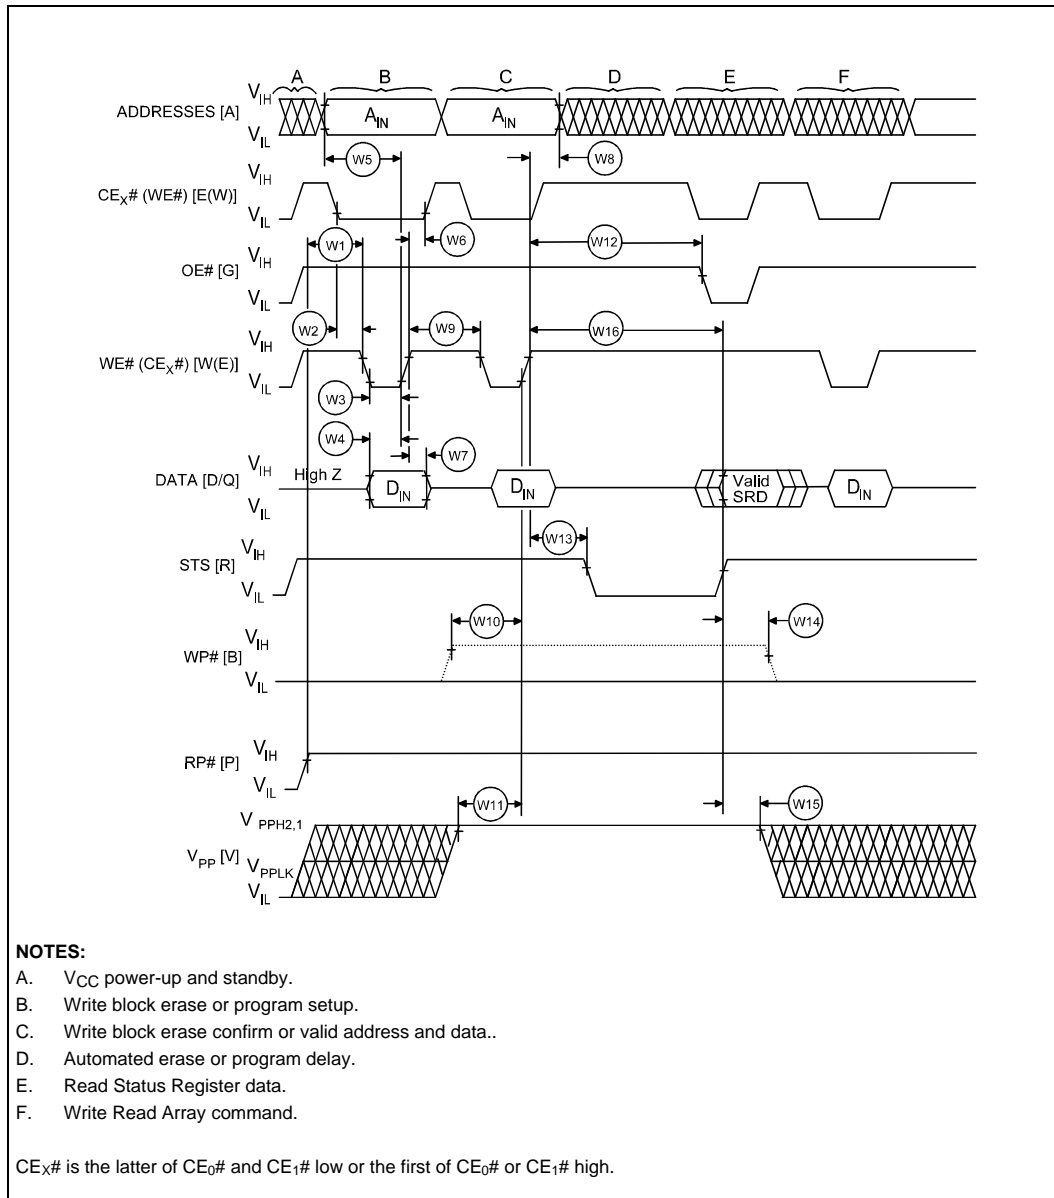 A B C D E F
ADDRESSES [A] VIH VIL AIN AIN
W5 W8
CEX# (WE#) [E(W)] VIH VIL
W1 W6 W12
OE# [G] VIH VIL
W2 W9 W16
WE# (CEX#) [W(E)] VIH VIL
W3
W4 W7
DATA [D/Q] VIH VIL High Z DIN DIN Valid SRD DIN
W13
STS [R] VIH VIL
W10 W14
WP# [B] VIH VIL
RP# [P] VIH VIL
W11 W15
VPP [V] VPPH2,1 VPPLK VIL
NOTES:
A. VCC power-up and standby.
B. Write block erase or program setup.
C. Write block erase confirm or valid address and data..
D. Automated erase or program delay.
E. Read Status Register data.
F. Write Read Array command.
CEX# is the latter of CE0# and CE1# low or the first of CE0# or CE1# high.